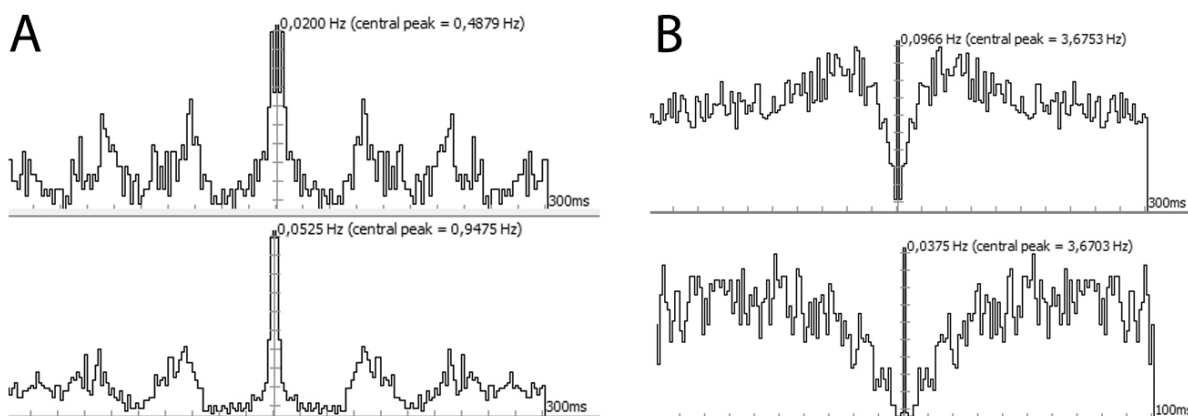 A
0,0200 Hz (central peak = 0,4879 Hz)
300ms
0,0525 Hz (central peak = 0,9475 Hz)
300ms
B
0,0966 Hz (central peak = 3,6753 Hz)
300ms
0,0375 Hz (central peak = 3,6703 Hz)
100ms